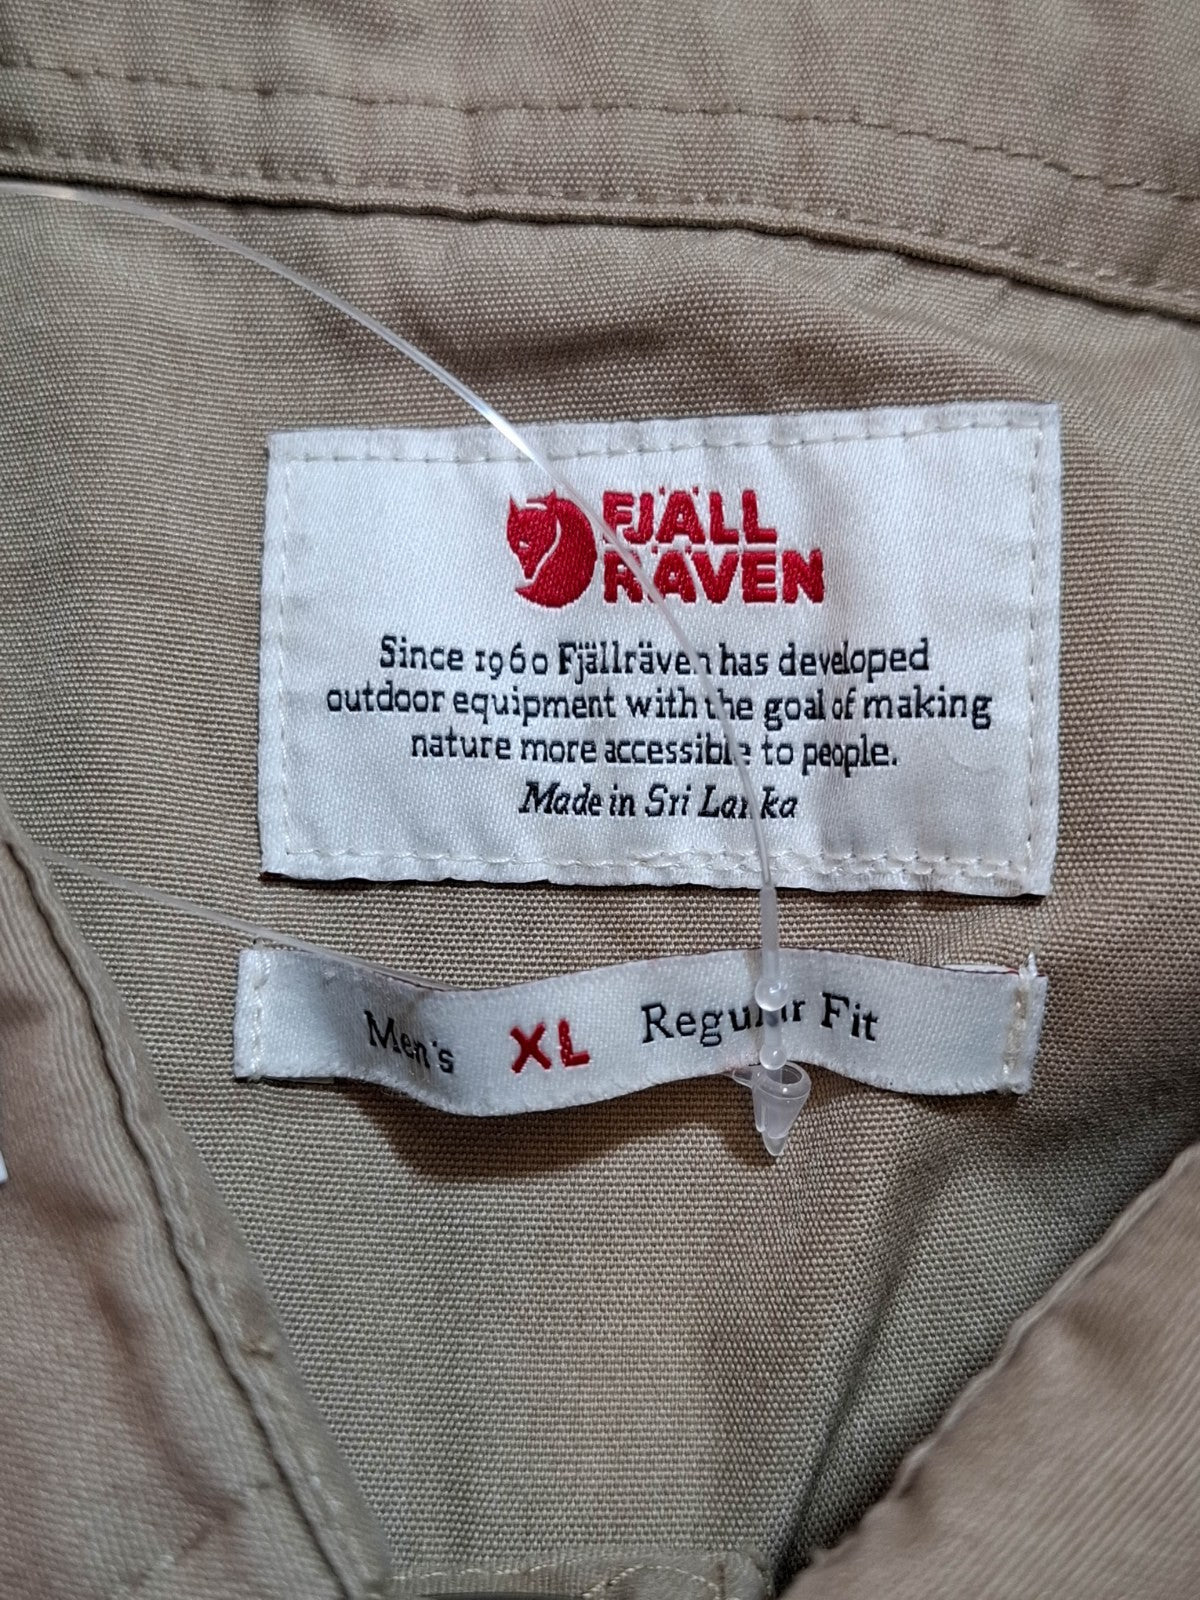 FJÄLL
RÄVEN
Since 1960 Fjällräven has developed
outdoor equipment with the goal of making
nature more accessible to people.
Made in Sri Lanka
Men's XL Regular Fit